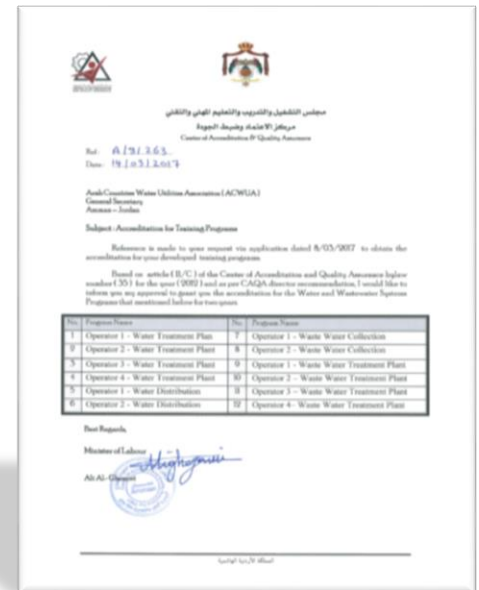 مجلس التشغيل والتدريب والتعليم المهني والتقني
مركز الاعتماد وضبط الجودة
Center of Accreditation & Quality Assurance
Ref: A/9/263
Date: 14/03/2017
Arab Countries Water Utilities Association (ACWUA)
General Secretary
Amman – Jordan
Subject: Accreditation for Training Programs
Reference is made to your request via application dated 8/03/2017 to obtain the
accreditation for your developed training programs.
Based on article (B/C) of the Center of Accreditation and Quality Assurance bylaw
number (35) for the year (2012) and as per CAQA director recommendation, I would like to
inform you my approval to grant you the accreditation for the Water and Wastewater Systems
Programs that mentioned below for two years
No. Program Name No. Program Name
1 Operator 1 - Water Treatment Plan 7 Operator 1 - Waste Water Collection
2 Operator 2 - Water Treatment Plant 8 Operator 2 - Waste Water Collection
3 Operator 3 - Water Treatment Plant 9 Operator 1 - Waste Water Treatment Plant
4 Operator 4 - Water Treatment Plant 10 Operator 2 - Waste Water Treatment Plant
5 Operator 1 - Water Distribution 11 Operator 3 - Waste Water Treatment Plant
6 Operator 2 - Water Distribution 12 Operator 4 - Waste Water Treatment Plant
Best Regards,
Minister of Labour
Ali Al-Ghezawi
المملكة الأردنية الهاشمية